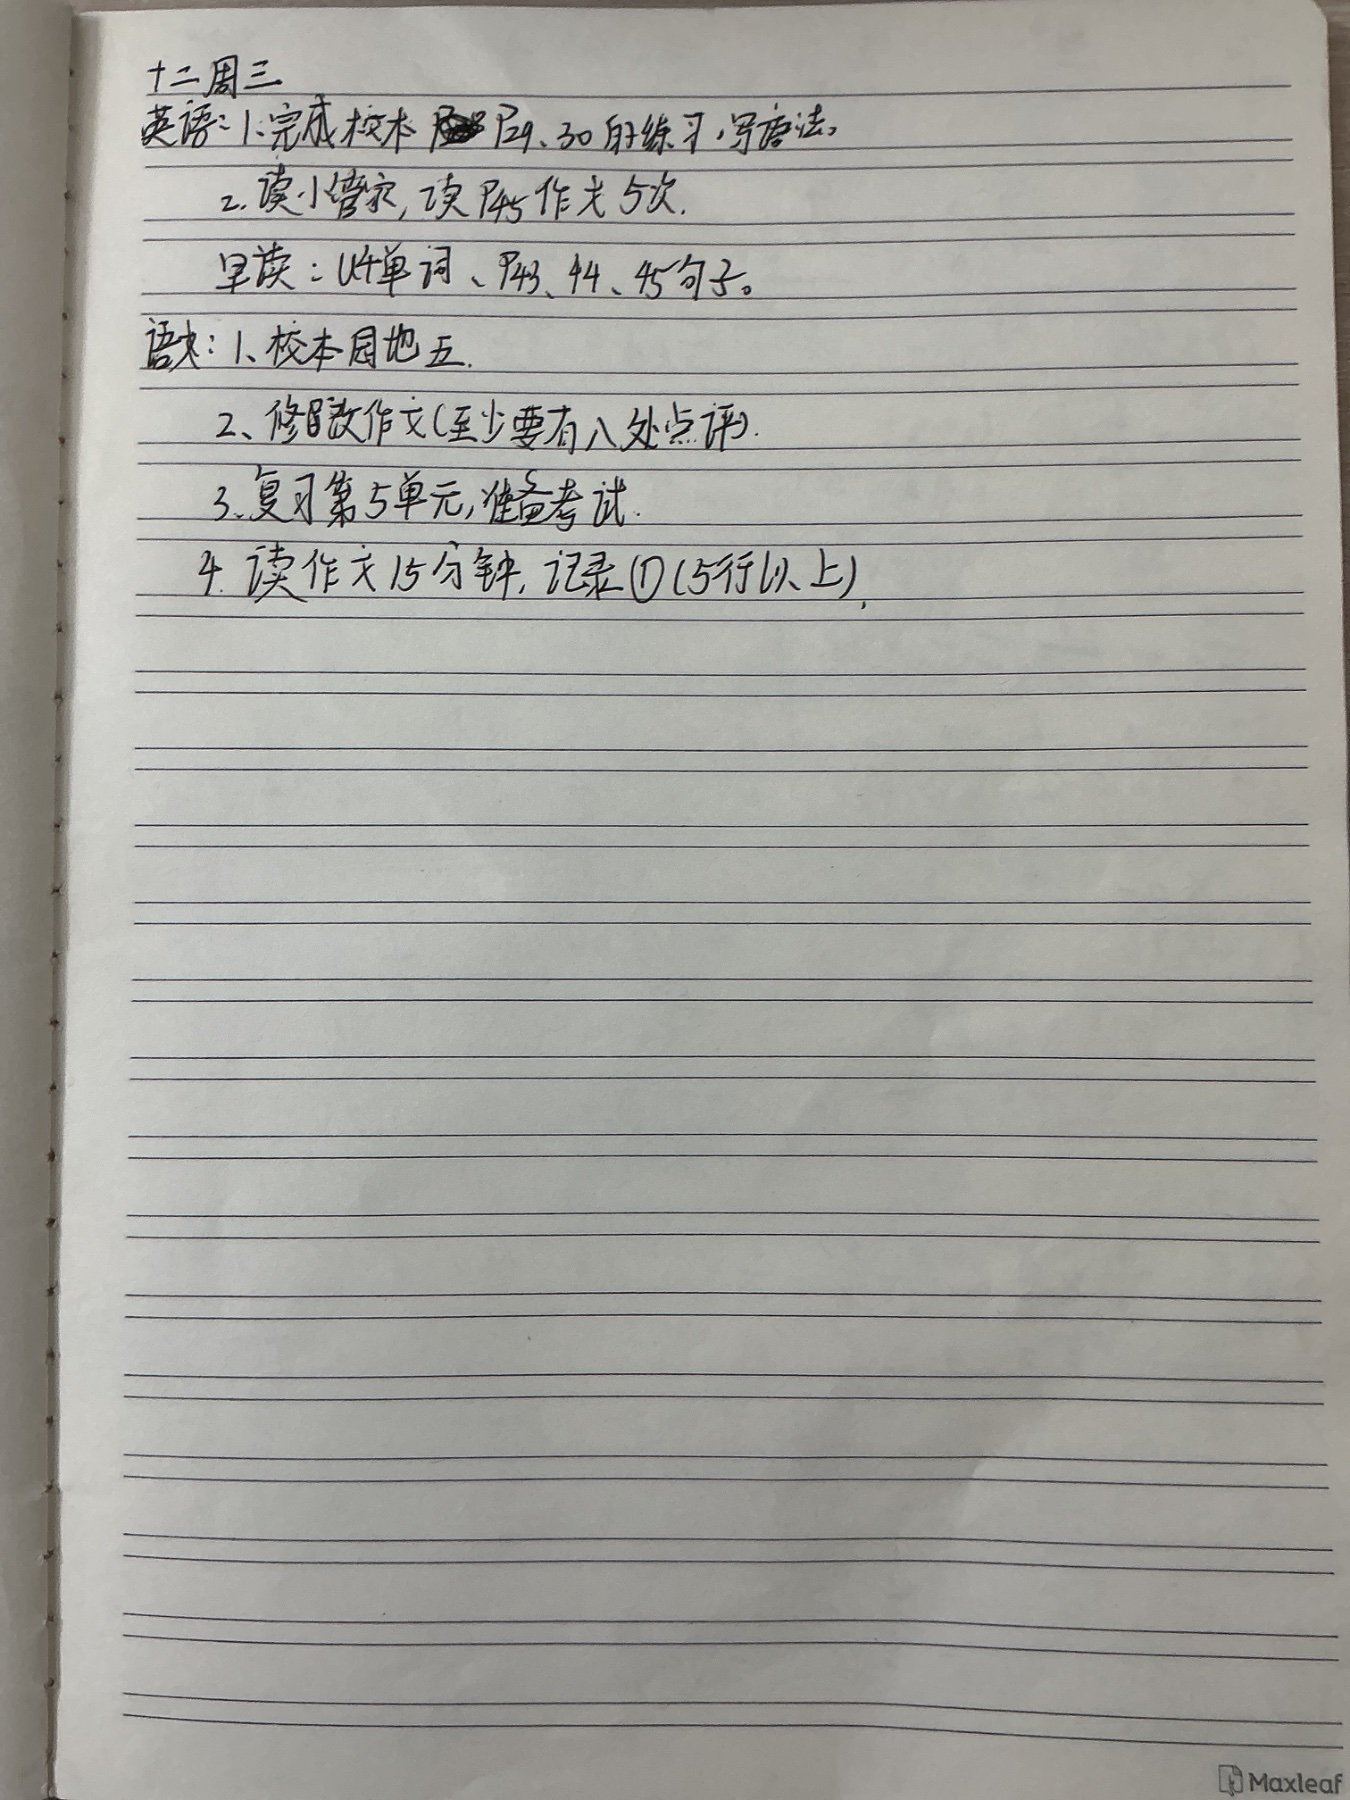 十二周三
英语：1.完成校本P29、30的练习，写语法。
2.读小管家，读P45作文5次.
早读：U4单词、P43、44、45句子。
语文：1、校本园地五.
2、修改作文(至少要有八处点评).
3.复习第5单元，准备考试.
4.读作文15分钟，记录①(5行以上).
Maxleaf